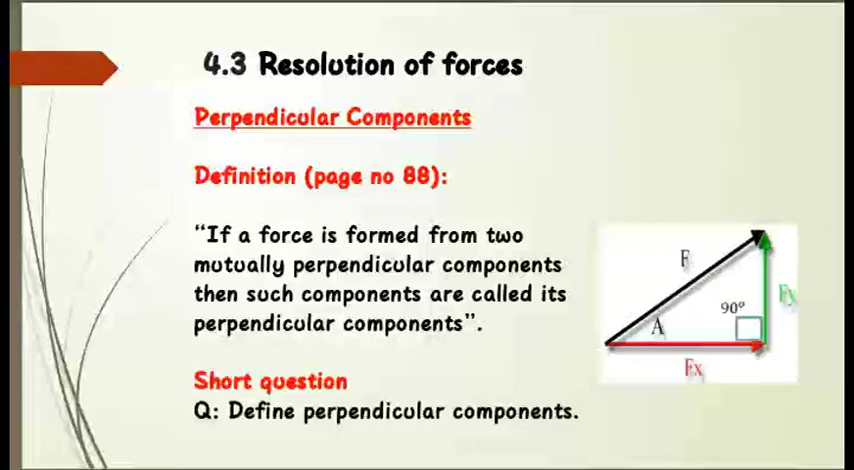 4.3 Resolution of forces
Perpendicular Components
Definition (page no 88):
“If a force is formed from two
mutually perpendicular components
then such components are called its
perpendicular components”.
F
90º
A
Fy
Fx
Short question
Q: Define perpendicular components.